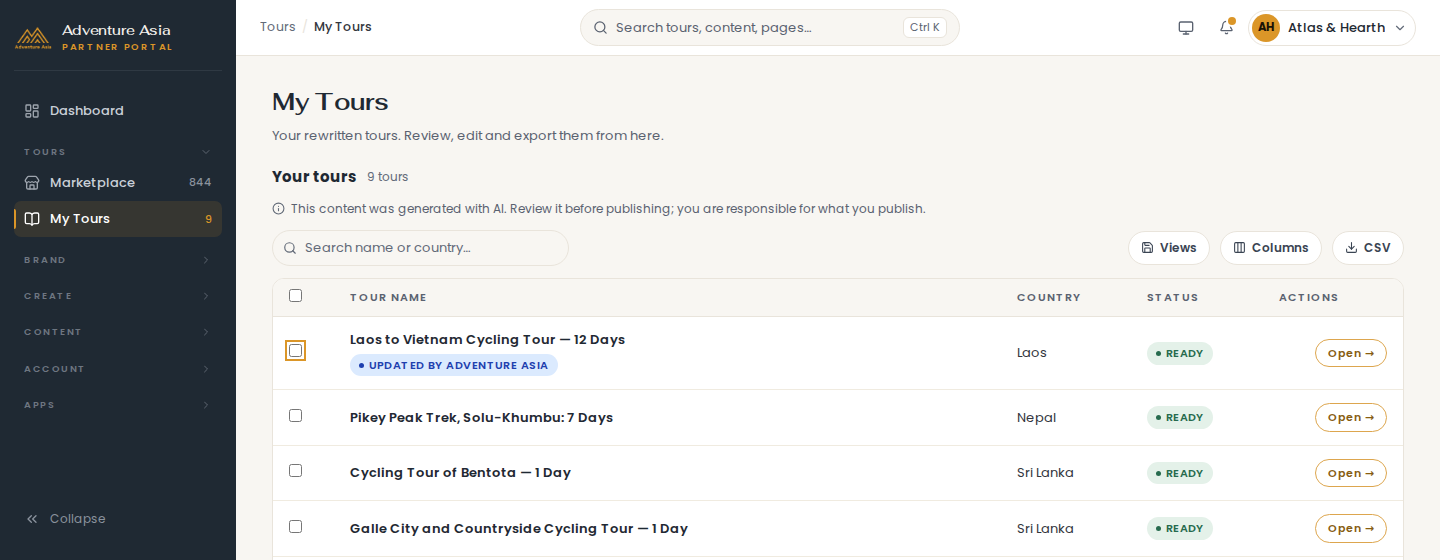 Adventure Asia
Adventure Asia
PARTNER PORTAL
Dashboard
TOURS
Marketplace 844
My Tours 9
BRAND
CREATE
CONTENT
ACCOUNT
APPS
Collapse
Tours / My Tours
Search tours, content, pages... Ctrl K
AH Atlas & Hearth
My Tours
Your rewritten tours. Review, edit and export them from here.
Your tours 9 tours
This content was generated with AI. Review it before publishing; you are responsible for what you publish.
Search name or country...
Views Columns CSV
TOUR NAME COUNTRY STATUS ACTIONS
Laos to Vietnam Cycling Tour — 12 Days
UPDATED BY ADVENTURE ASIA
Laos READY Open →
Pikey Peak Trek, Solu-Khumbu: 7 Days Nepal READY Open →
Cycling Tour of Bentota — 1 Day Sri Lanka READY Open →
Galle City and Countryside Cycling Tour — 1 Day Sri Lanka READY Open →